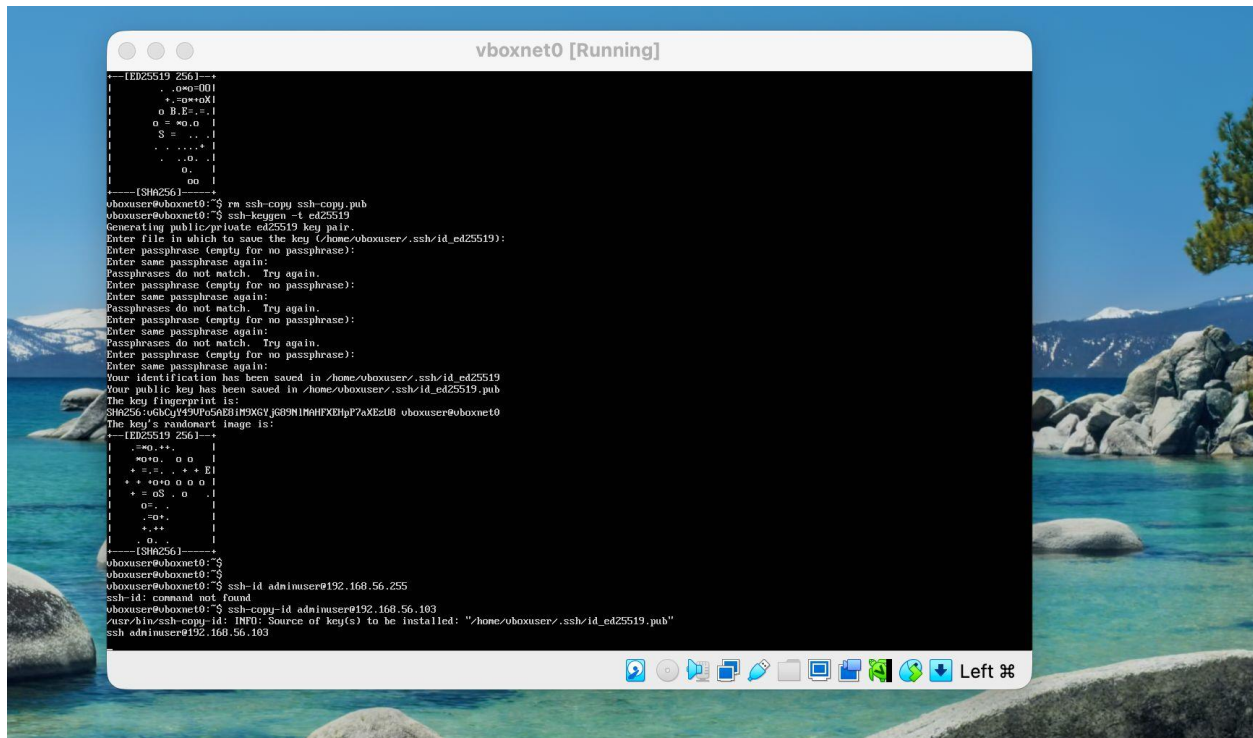 vboxnet0 [Running]
+--[ED25519 256]--+
|       . .o*o=OO|
|        +.=o*+oX|
|       o B.E=.=.|
|      o = *o.o  |
|       S =  .. .|
|      . . ....+ |
|       .  ..o. .|
|          o.    |
|           oo   |
+----[SHA256]-----+
vboxuser@vboxnet0:~$ rm ssh-copy ssh-copy.pub
vboxuser@vboxnet0:~$ ssh-keygen -t ed25519
Generating public/private ed25519 key pair.
Enter file in which to save the key (/home/vboxuser/.ssh/id_ed25519):
Enter passphrase (empty for no passphrase):
Enter same passphrase again:
Passphrases do not match.  Try again.
Enter passphrase (empty for no passphrase):
Enter same passphrase again:
Passphrases do not match.  Try again.
Enter passphrase (empty for no passphrase):
Enter same passphrase again:
Passphrases do not match.  Try again.
Enter passphrase (empty for no passphrase):
Enter same passphrase again:
Your identification has been saved in /home/vboxuser/.ssh/id_ed25519
Your public key has been saved in /home/vboxuser/.ssh/id_ed25519.pub
The key fingerprint is:
SHA256:vGbCyY49VPo5AE8iM9XGYjG89NlMAHFXEHpP7aXEzU8 vboxuser@vboxnet0
The key's randomart image is:
+--[ED25519 256]--+
|  .=*o.++.       |
|   *o+o.  o o    |
|  + =.=. . + + E|
| + + +o+o o o o |
|  + = oS . o   .|
|    o=. .       |
|    .=o+.       |
|    +.++        |
|   . o. .       |
+----[SHA256]-----+
vboxuser@vboxnet0:~$
vboxuser@vboxnet0:~$
vboxuser@vboxnet0:~$ ssh-id adminuser@192.168.56.255
ssh-id: command not found
vboxuser@vboxnet0:~$ ssh-copy-id adminuser@192.168.56.103
/usr/bin/ssh-copy-id: INFO: Source of key(s) to be installed: "/home/vboxuser/.ssh/id_ed25519.pub"
ssh adminuser@192.168.56.103
Left ⌘